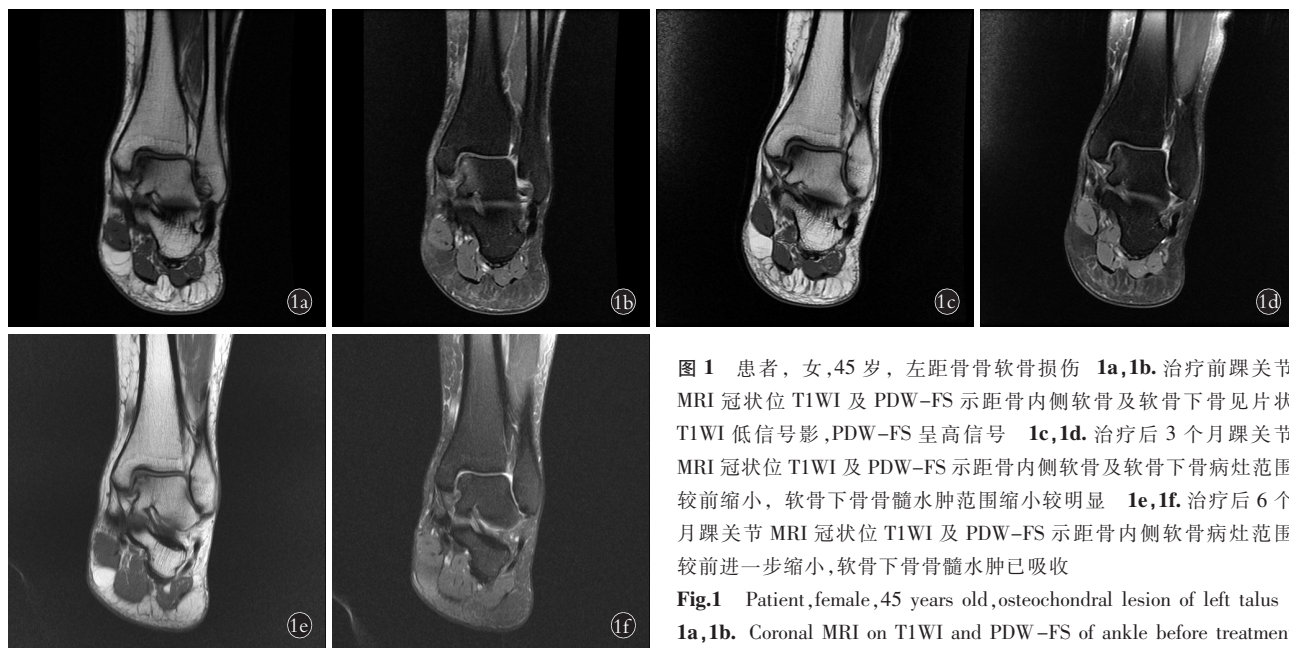 1a
1b
1c
1d
1e
1f
图 1 患者，女,45 岁，左距骨骨软骨损伤 1a,1b. 治疗前踝关节
MRI 冠状位 T1WI 及 PDW-FS 示距骨内侧软骨及软骨下骨见片状
T1WI 低信号影,PDW-FS 呈高信号 1c,1d. 治疗后 3 个月踝关节
MRI 冠状位 T1WI 及 PDW-FS 示距骨内侧软骨及软骨下骨病灶范围
较前缩小，软骨下骨骨髓水肿范围缩小较明显 1e,1f. 治疗后 6 个
月踝关节 MRI 冠状位 T1WI 及 PDW-FS 示距骨内侧软骨病灶范围
较前进一步缩小,软骨下骨骨髓水肿已吸收
Fig.1 Patient,female,45 years old,osteochondral lesion of left talus
1a,1b. Coronal MRI on T1WI and PDW-FS of ankle before treatment